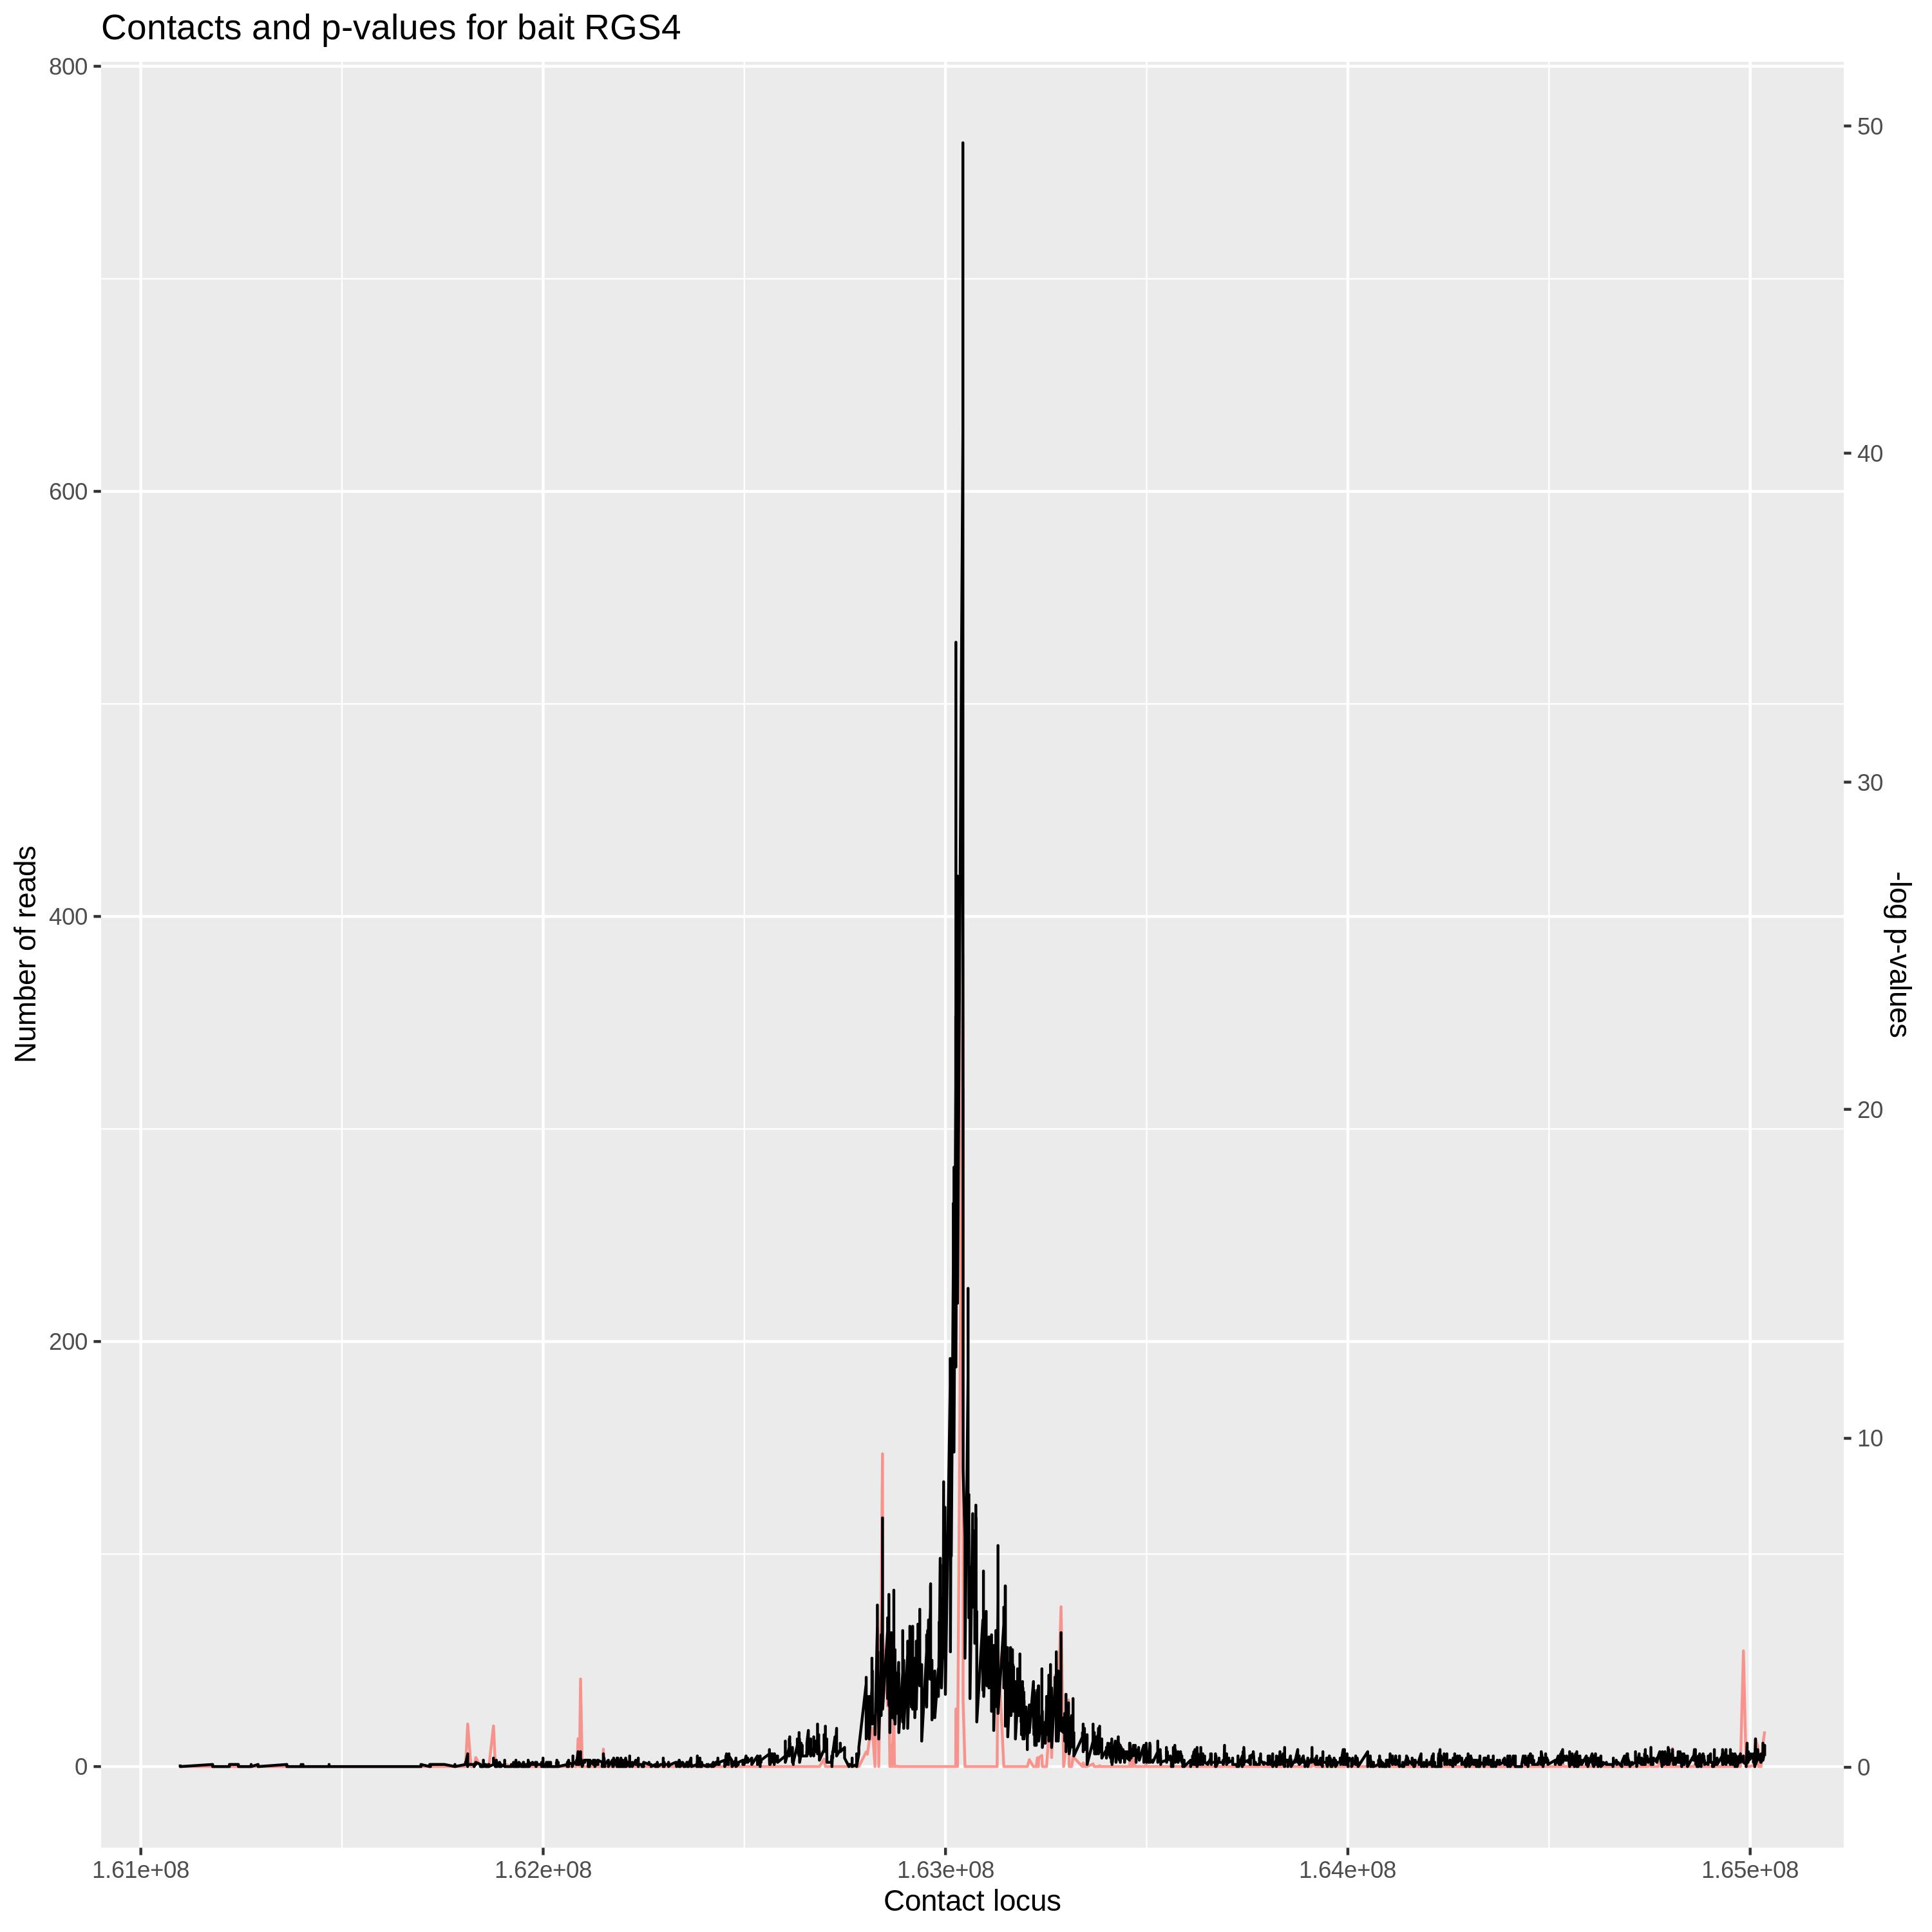 Contacts and p-values for bait RGS4
800
600
400
200
0
50
40
30
20
10
0
Number of reads
-log p-values
1.61e+08 1.62e+08 1.63e+08 1.64e+08 1.65e+08
Contact locus